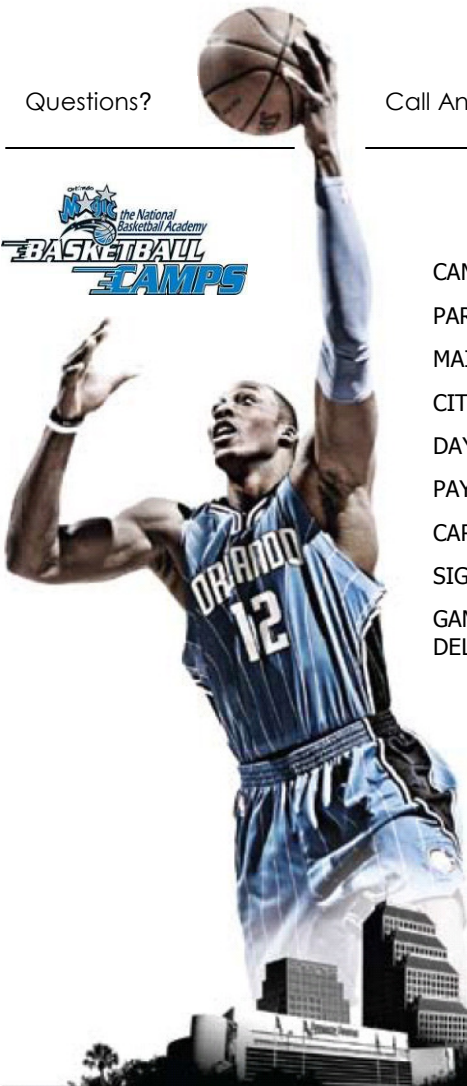 Questions?
Call An
Orlando
Magic
the National
Basketball Academy
BASKETBALL
CAMPS
CAM
PAR
MAI
CIT
DAY
PAY
CAR
SIG
GAM
DEL
ORLANDO
12